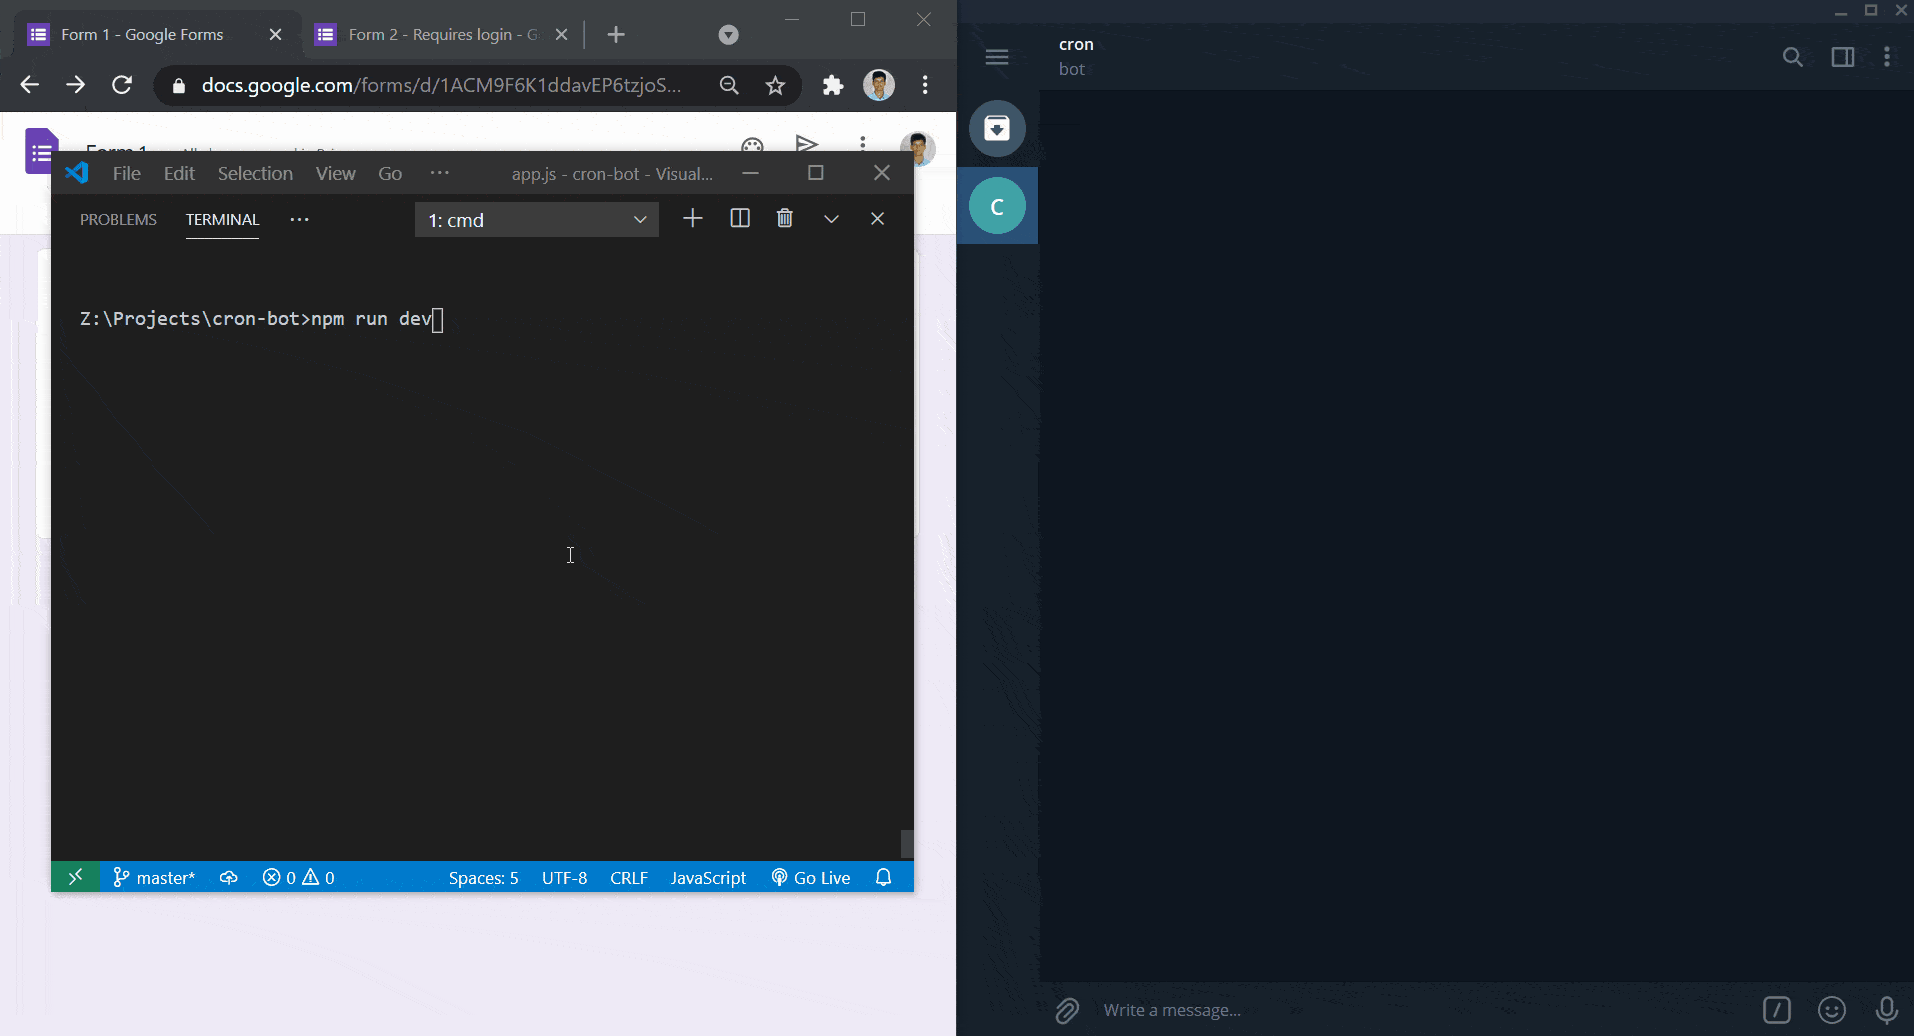 Form 1 - Google Forms
Form 2 - Requires login - G
docs.google.com/forms/d/1ACM9F6K1ddavEP6tzjoS...
Form 1
File Edit Selection View Go ··· app.js - cron-bot - Visual...
PROBLEMS TERMINAL ··· 1: cmd
Z:\Projects\cron-bot>npm run dev
master* 0 0 Spaces: 5 UTF-8 CRLF JavaScript Go Live
cron
bot
C
Write a message...